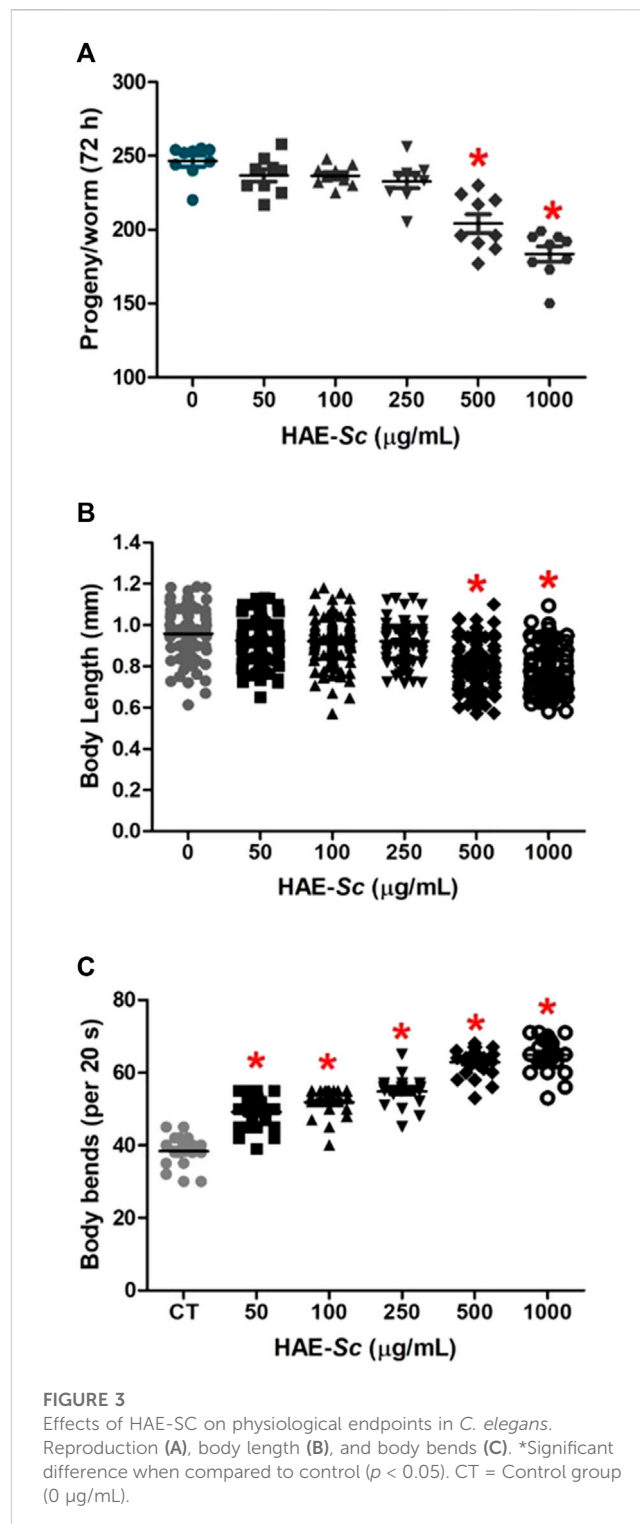 A
300
250
200
150
100
Progeny/worm (72 h)
* *
0 50 100 250 500 1000
HAE-Sc (µg/mL)
B
1.4
1.2
1.0
0.8
0.6
0.4
0.2
0.0
Body Length (mm)
* *
0 50 100 250 500 1000
HAE-Sc (µg/mL)
C
80
60
40
20
0
Body bends (per 20 s)
* * * * *
CT 50 100 250 500 1000
HAE-Sc (µg/mL)
FIGURE 3
Effects of HAE-SC on physiological endpoints in C. elegans.
Reproduction (A), body length (B), and body bends (C). *Significant
difference when compared to control (p < 0.05). CT = Control group
(0 µg/mL).